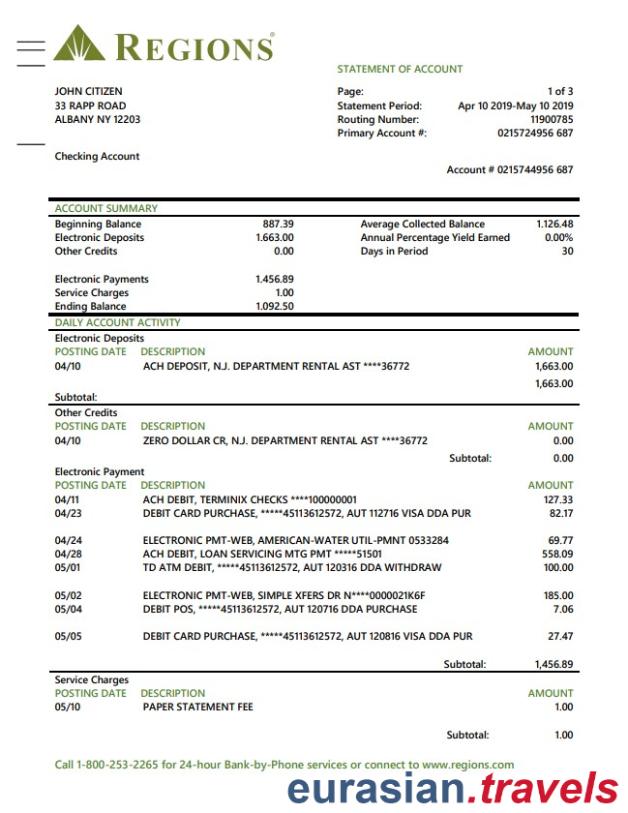 REGIONS
STATEMENT OF ACCOUNT
JOHN CITIZEN
33 RAPP ROAD
ALBANY NY 12203
Page: 1 of 3
Statement Period: Apr 10 2019-May 10 2019
Routing Number: 11900785
Primary Account #: 0215724956 687
Checking Account
Account # 0215744956 687
ACCOUNT SUMMARY
Beginning Balance 887.39 Average Collected Balance 1.126.48
Electronic Deposits 1.663.00 Annual Percentage Yield Earned 0.00%
Other Credits 0.00 Days in Period 30
Electronic Payments 1.456.89
Service Charges 1.00
Ending Balance 1.092.50
DAILY ACCOUNT ACTIVITY
Electronic Deposits
POSTING DATE DESCRIPTION AMOUNT
04/10 ACH DEPOSIT, N.J. DEPARTMENT RENTAL AST ****36772 1,663.00
1,663.00
Subtotal:
Other Credits
POSTING DATE DESCRIPTION AMOUNT
04/10 ZERO DOLLAR CR, N.J. DEPARTMENT RENTAL AST ****36772 0.00
Subtotal: 0.00
Electronic Payment
POSTING DATE DESCRIPTION AMOUNT
04/11 ACH DEBIT, TERMINIX CHECKS ****100000001 127.33
04/23 DEBIT CARD PURCHASE, *****45113612572, AUT 112716 VISA DDA PUR 82.17
04/24 ELECTRONIC PMT-WEB, AMERICAN-WATER UTIL-PMNT 0533284 69.77
04/28 ACH DEBIT, LOAN SERVICING MTG PMT *****51501 558.09
05/01 TD ATM DEBIT, *****45113612572, AUT 120316 DDA WITHDRAW 100.00
05/02 ELECTRONIC PMT-WEB, SIMPLE XFERS DR N****0000021K6F 185.00
05/04 DEBIT POS, *****45113612572, AUT 120716 DDA PURCHASE 7.06
05/05 DEBIT CARD PURCHASE, *****45113612572, AUT 120816 VISA DDA PUR 27.47
Subtotal: 1,456.89
Service Charges
POSTING DATE DESCRIPTION AMOUNT
05/10 PAPER STATEMENT FEE 1.00
Subtotal: 1.00
Call 1-800-253-2265 for 24-hour Bank-by-Phone services or connect to www.regions.com
eurasian.travels